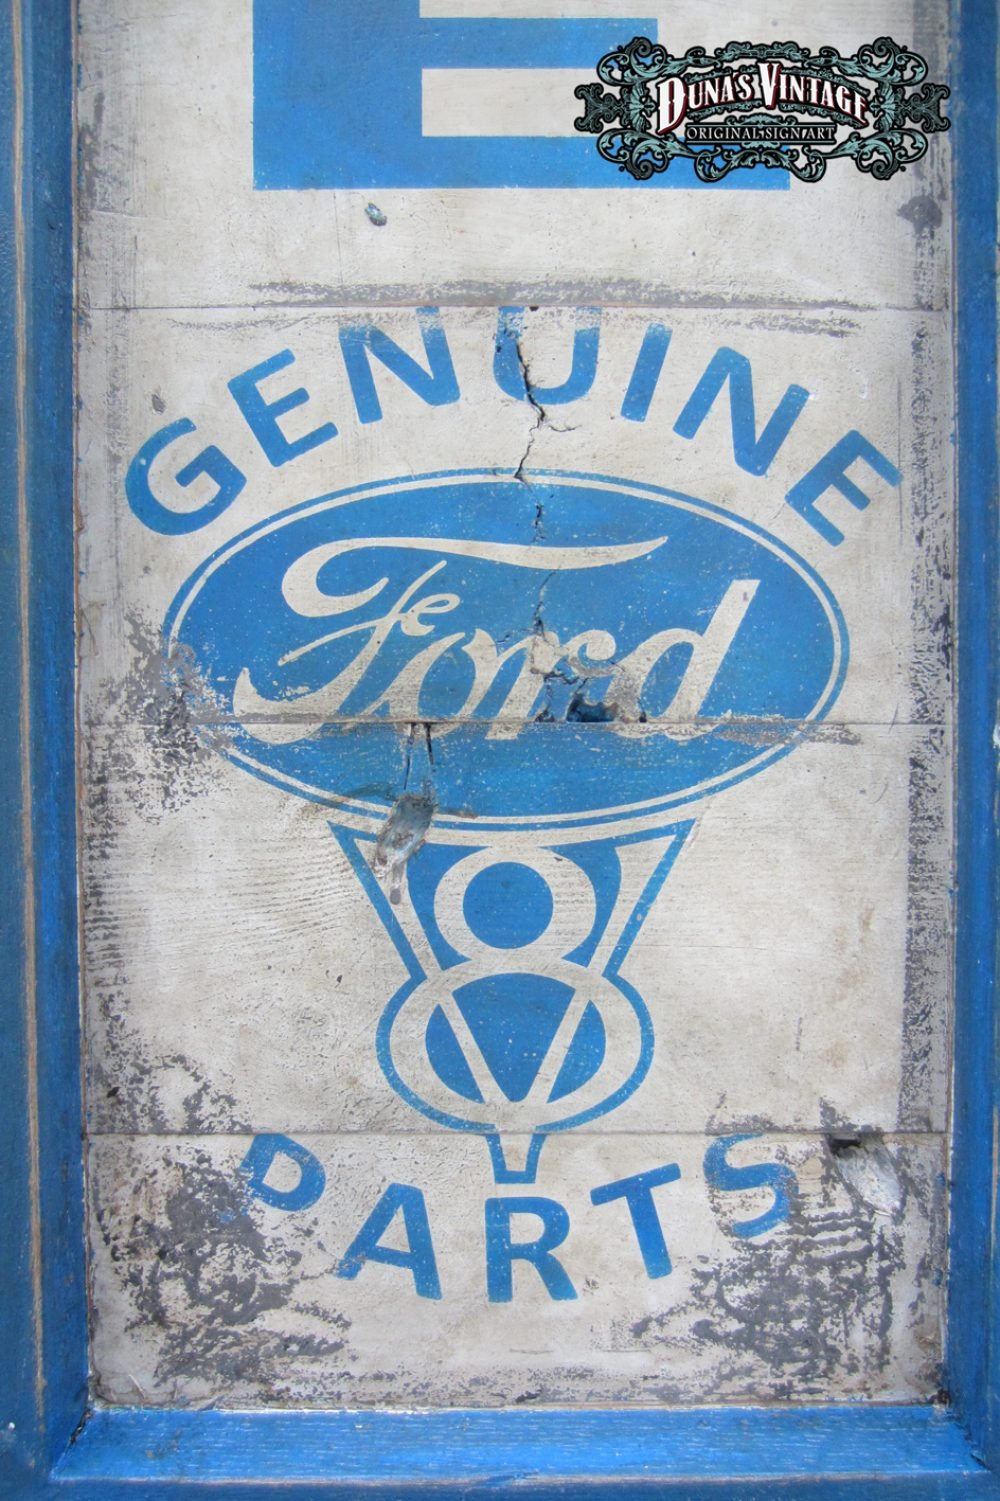 E
DUNA'S VINTAGE
ORIGINAL SIGN ART
GENUINE
Ford
V8
PARTS